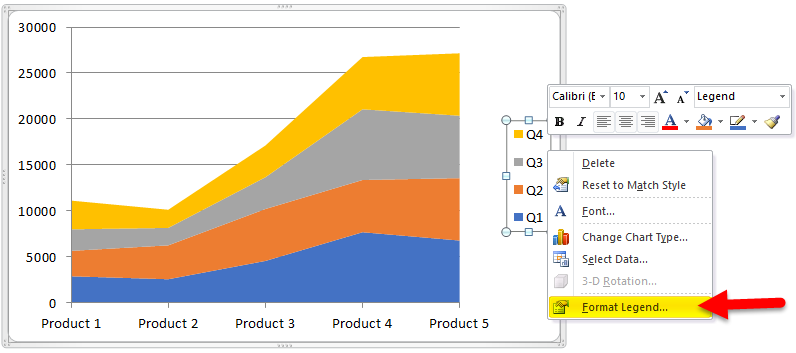 30000
25000
20000
15000
10000
5000
0
Product 1 Product 2 Product 3 Product 4 Product 5
Q4
Q3
Q2
Q1
Calibri (E 10 A A Legend
B I A
Delete
Reset to Match Style
A Font...
Change Chart Type...
Select Data...
3-D Rotation...
Format Legend...